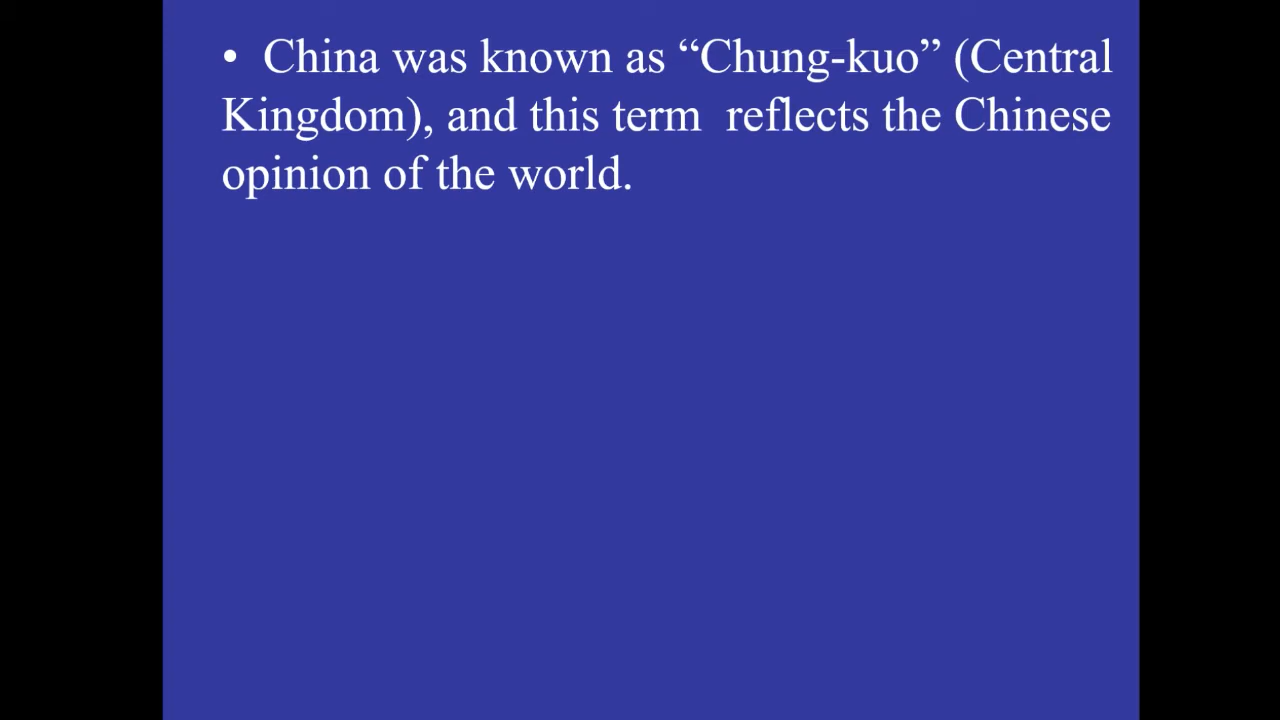 • China was known as “Chung-kuo” (Central
Kingdom), and this term  reflects the Chinese
opinion of the world.